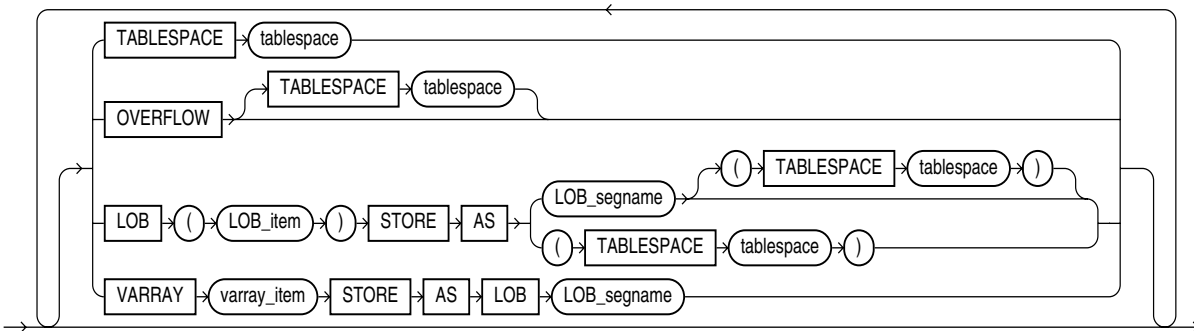 TABLESPACE tablespace
TABLESPACE tablespace
OVERFLOW
( TABLESPACE tablespace )
LOB_segname
LOB ( LOB_item ) STORE AS
( TABLESPACE tablespace )
VARRAY varray_item STORE AS LOB LOB_segname